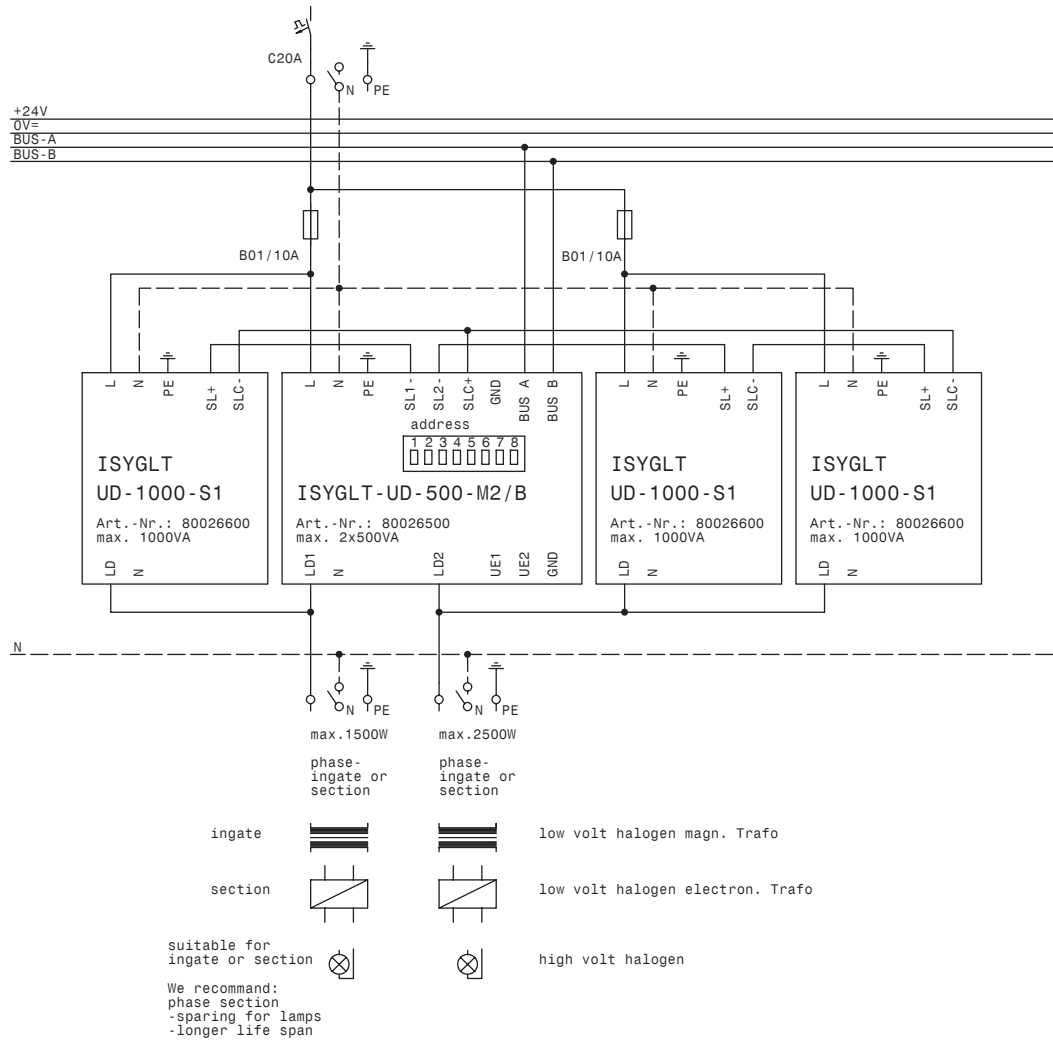 C20A
N
PE
+24V
0V=
BUS-A
BUS-B
B01/10A
B01/10A
L N PE SL+ SLC-
L N PE SL1- SL2- SLC+ GND BUS A BUS B
L N PE SL+ SLC-
L N PE SL+ SLC-
address
1 2 3 4 5 6 7 8
ISYGLT
UD-1000-S1
Art.-Nr.: 80026600
max. 1000VA
LD N
ISYGLT-UD-500-M2/B
Art.-Nr.: 80026500
max. 2x500VA
LD1 N LD2 UE1 UE2 GND
ISYGLT
UD-1000-S1
Art.-Nr.: 80026600
max. 1000VA
LD N
ISYGLT
UD-1000-S1
Art.-Nr.: 80026600
max. 1000VA
LD N
N
N PE
N PE
max.1500W
phase-
ingate or
section
max.2500W
phase-
ingate or
section
ingate
low volt halogen magn. Trafo
section
low volt halogen electron. Trafo
suitable for
ingate or section
high volt halogen
We recommand:
phase section
-sparing for lamps
-longer life span